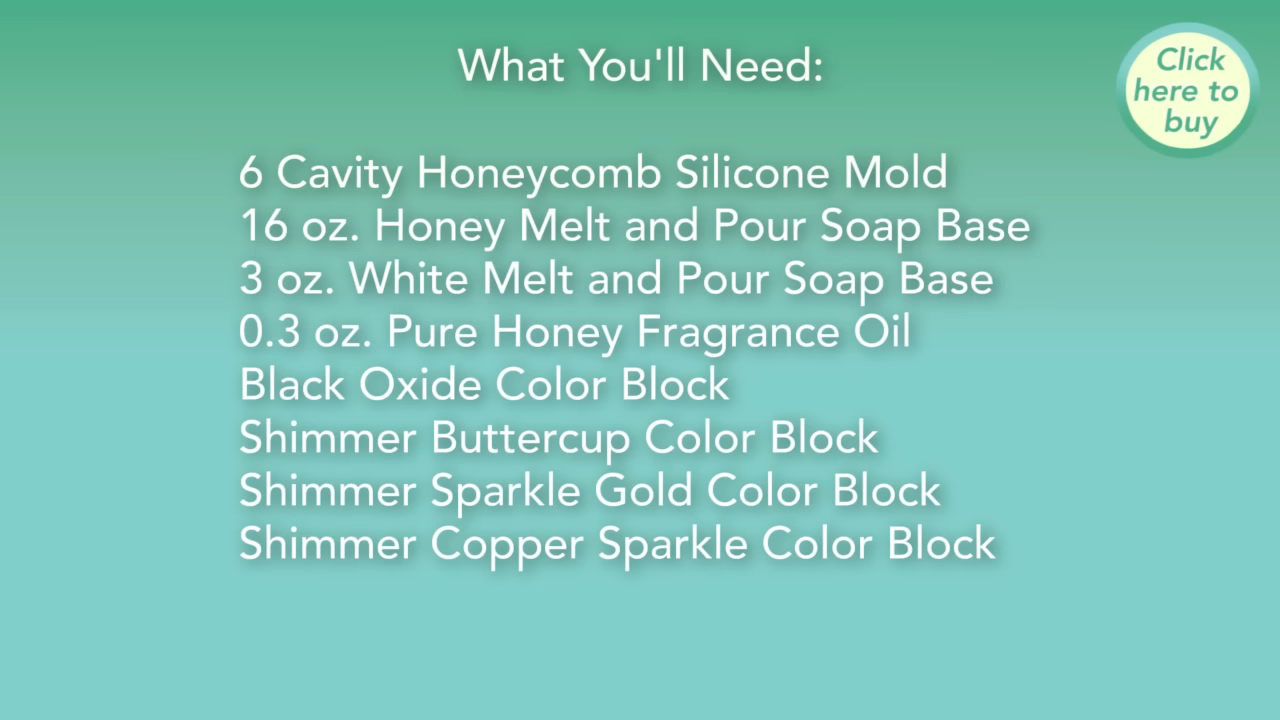 What You'll Need:
Click
here to
buy
6 Cavity Honeycomb Silicone Mold
16 oz. Honey Melt and Pour Soap Base
3 oz. White Melt and Pour Soap Base
0.3 oz. Pure Honey Fragrance Oil
Black Oxide Color Block
Shimmer Buttercup Color Block
Shimmer Sparkle Gold Color Block
Shimmer Copper Sparkle Color Block